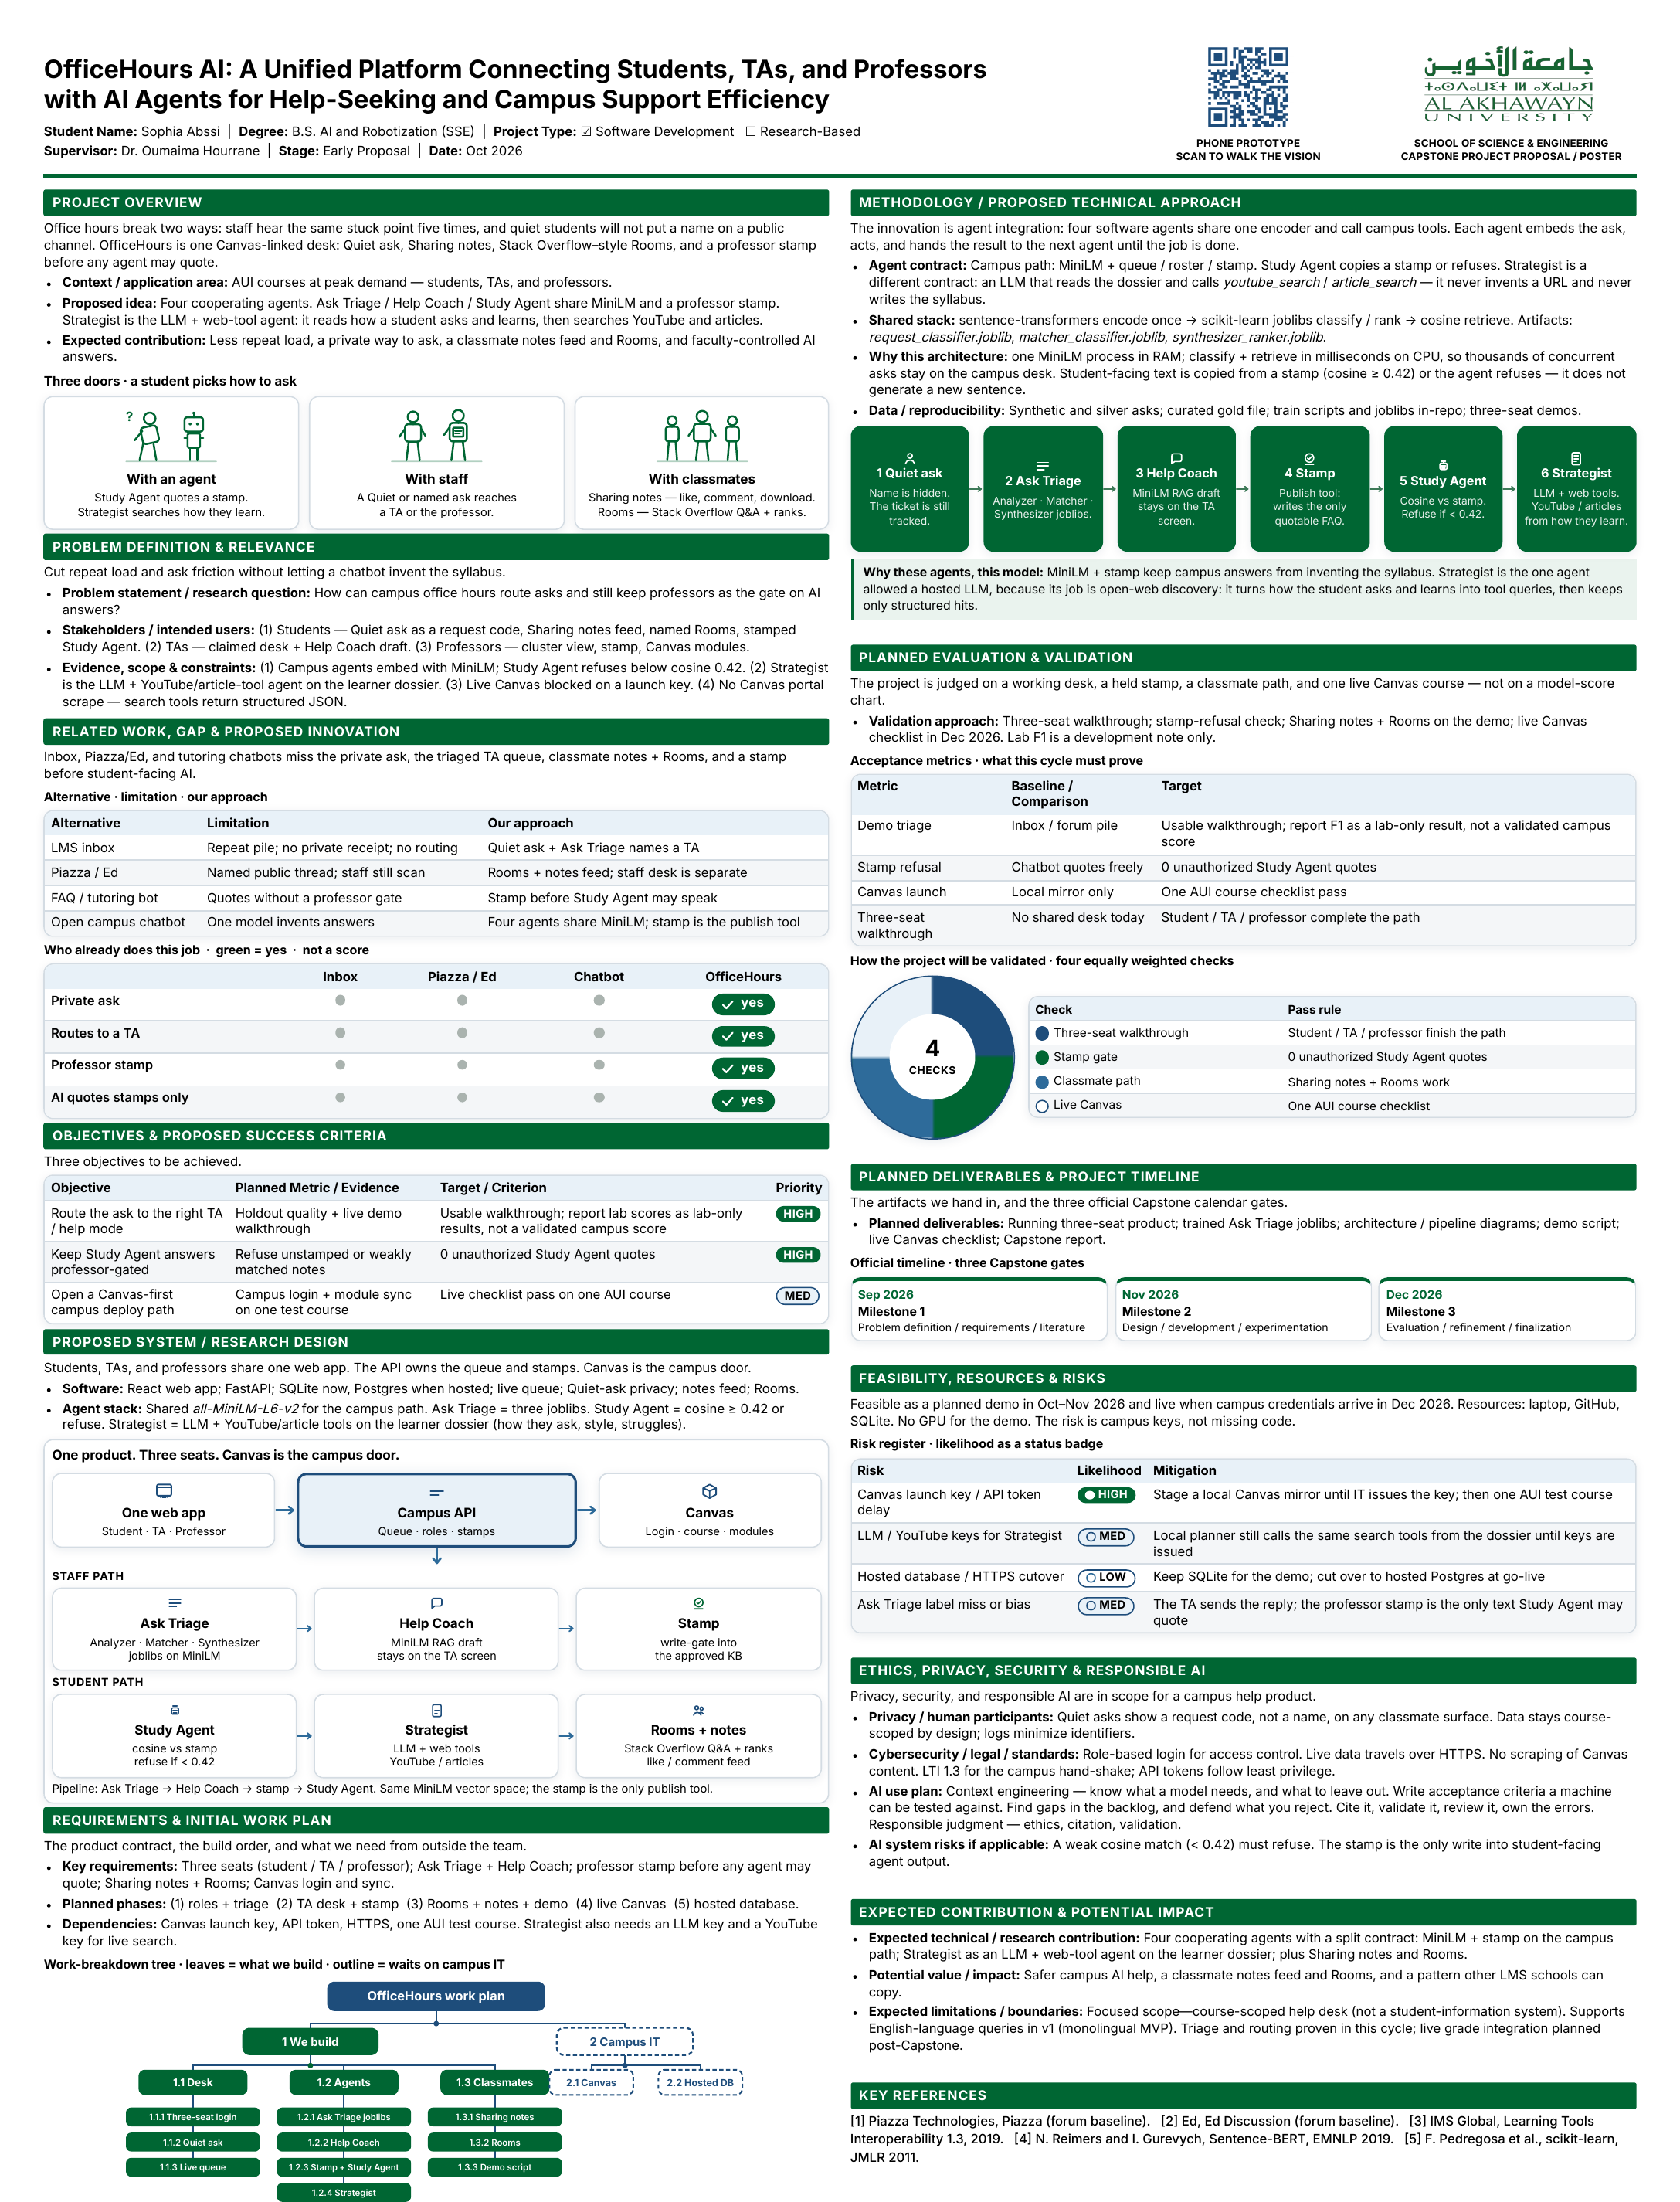 OfficeHours AI: A Unified Platform Connecting Students, TAs, and Professors
with AI Agents for Help-Seeking and Campus Support Efficiency
Student Name: Sophia Abssi | Degree: B.S. AI and Robotization (SSE) | Project Type: ☑ Software Development ☐ Research-Based
Supervisor: Dr. Oumaima Hourrane | Stage: Early Proposal | Date: Oct 2026
PHONE PROTOTYPE
SCAN TO WALK THE VISION
جامعة الأخوين
AL AKHAWAYN
UNIVERSITY
SCHOOL OF SCIENCE & ENGINEERING
CAPSTONE PROJECT PROPOSAL / POSTER
PROJECT OVERVIEW
Office hours break two ways: staff hear the same stuck point five times, and quiet students will not put a name on a public
channel. OfficeHours is one Canvas-linked desk: Quiet ask, Sharing notes, Stack Overflow–style Rooms, and a professor stamp
before any agent may quote.
• Context / application area: AUI courses at peak demand — students, TAs, and professors.
• Proposed idea: Four cooperating agents. Ask Triage / Help Coach / Study Agent share MiniLM and a professor stamp.
Strategist is the LLM + web-tool agent: it reads how a student asks and learns, then searches YouTube and articles.
• Expected contribution: Less repeat load, a private way to ask, a classmate notes feed and Rooms, and faculty-controlled AI
answers.
Three doors · a student picks how to ask
?
With an agent
Study Agent quotes a stamp.
Strategist searches how they learn.
With staff
A Quiet or named ask reaches
a TA or the professor.
With classmates
Sharing notes — like, comment, download.
Rooms — Stack Overflow Q&A + ranks.
PROBLEM DEFINITION & RELEVANCE
Cut repeat load and ask friction without letting a chatbot invent the syllabus.
• Problem statement / research question: How can campus office hours route asks and still keep professors as the gate on AI
answers?
• Stakeholders / intended users: (1) Students — Quiet ask as a request code, Sharing notes feed, named Rooms, stamped
Study Agent. (2) TAs — claimed desk + Help Coach draft. (3) Professors — cluster view, stamp, Canvas modules.
• Evidence, scope & constraints: (1) Campus agents embed with MiniLM; Study Agent refuses below cosine 0.42. (2) Strategist
is the LLM + YouTube/article-tool agent on the learner dossier. (3) Live Canvas blocked on a launch key. (4) No Canvas portal
scrape — search tools return structured JSON.
RELATED WORK, GAP & PROPOSED INNOVATION
Inbox, Piazza/Ed, and tutoring chatbots miss the private ask, the triaged TA queue, classmate notes + Rooms, and a stamp
before student-facing AI.
Alternative · limitation · our approach
Alternative Limitation Our approach
LMS inbox Repeat pile; no private receipt; no routing Quiet ask + Ask Triage names a TA
Piazza / Ed Named public thread; staff still scan Rooms + notes feed; staff desk is separate
FAQ / tutoring bot Quotes without a professor gate Stamp before Study Agent may speak
Open campus chatbot One model invents answers Four agents share MiniLM; stamp is the publish tool
Who already does this job · green = yes · not a score
Inbox Piazza / Ed Chatbot OfficeHours
Private ask ✓ yes
Routes to a TA ✓ yes
Professor stamp ✓ yes
AI quotes stamps only ✓ yes
OBJECTIVES & PROPOSED SUCCESS CRITERIA
Three objectives to be achieved.
Objective Planned Metric / Evidence Target / Criterion Priority
Route the ask to the right TA Holdout quality + live demo Usable walkthrough; report lab scores as lab-only HIGH
/ help mode walkthrough results, not a validated campus score
Keep Study Agent answers Refuse unstamped or weakly 0 unauthorized Study Agent quotes HIGH
professor-gated matched notes
Open a Canvas-first Campus login + module sync Live checklist pass on one AUI course MED
campus deploy path on one test course
PROPOSED SYSTEM / RESEARCH DESIGN
Students, TAs, and professors share one web app. The API owns the queue and stamps. Canvas is the campus door.
• Software: React web app; FastAPI; SQLite now, Postgres when hosted; live queue; Quiet-ask privacy; notes feed; Rooms.
• Agent stack: Shared all-MiniLM-L6-v2 for the campus path. Ask Triage = three joblibs. Study Agent = cosine ≥ 0.42 or
refuse. Strategist = LLM + YouTube/article tools on the learner dossier (how they ask, style, struggles).
One product. Three seats. Canvas is the campus door.
One web app
Student · TA · Professor
→
Campus API
Queue · roles · stamps
→
Canvas
Login · course · modules
↓
STAFF PATH
Ask Triage
Analyzer · Matcher · Synthesizer
joblibs on MiniLM
→
Help Coach
MiniLM RAG draft
stays on the TA screen
→
Stamp
write-gate into
the approved KB
STUDENT PATH
Study Agent
cosine vs stamp
refuse if < 0.42
→
Strategist
LLM + web tools
YouTube / articles
→
Rooms + notes
Stack Overflow Q&A + ranks
like / comment feed
Pipeline: Ask Triage → Help Coach → stamp → Study Agent. Same MiniLM vector space; the stamp is the only publish tool.
REQUIREMENTS & INITIAL WORK PLAN
The product contract, the build order, and what we need from outside the team.
• Key requirements: Three seats (student / TA / professor); Ask Triage + Help Coach; professor stamp before any agent may
quote; Sharing notes + Rooms; Canvas login and sync.
• Planned phases: (1) roles + triage (2) TA desk + stamp (3) Rooms + notes + demo (4) live Canvas (5) hosted database.
• Dependencies: Canvas launch key, API token, HTTPS, one AUI test course. Strategist also needs an LLM key and a YouTube
key for live search.
Work-breakdown tree · leaves = what we build · outline = waits on campus IT
OfficeHours work plan
1 We build 2 Campus IT
1.1 Desk 1.2 Agents 1.3 Classmates 2.1 Canvas 2.2 Hosted DB
1.1.1 Three-seat login 1.2.1 Ask Triage joblibs 1.3.1 Sharing notes
1.1.2 Quiet ask 1.2.2 Help Coach 1.3.2 Rooms
1.1.3 Live queue 1.2.3 Stamp + Study Agent 1.3.3 Demo script
1.2.4 Strategist
METHODOLOGY / PROPOSED TECHNICAL APPROACH
The innovation is agent integration: four software agents share one encoder and call campus tools. Each agent embeds the ask,
acts, and hands the result to the next agent until the job is done.
• Agent contract: Campus path: MiniLM + queue / roster / stamp. Study Agent copies a stamp or refuses. Strategist is a
different contract: an LLM that reads the dossier and calls youtube_search / article_search — it never invents a URL and never
writes the syllabus.
• Shared stack: sentence-transformers encode once → scikit-learn joblibs classify / rank → cosine retrieve. Artifacts:
request_classifier.joblib, matcher_classifier.joblib, synthesizer_ranker.joblib.
• Why this architecture: one MiniLM process in RAM; classify + retrieve in milliseconds on CPU, so thousands of concurrent
asks stay on the campus desk. Student-facing text is copied from a stamp (cosine ≥ 0.42) or the agent refuses — it does not
generate a new sentence.
• Data / reproducibility: Synthetic and silver asks; curated gold file; train scripts and joblibs in-repo; three-seat demos.
1 Quiet ask
Name is hidden.
The ticket is still
tracked.
→
2 Ask Triage
Analyzer · Matcher ·
Synthesizer joblibs.
→
3 Help Coach
MiniLM RAG draft
stays on the TA
screen.
→
4 Stamp
Publish tool:
writes the only
quotable FAQ.
→
5 Study Agent
Cosine vs stamp.
Refuse if < 0.42.
→
6 Strategist
LLM + web tools.
YouTube / articles
from how they learn.
Why these agents, this model: MiniLM + stamp keep campus answers from inventing the syllabus. Strategist is the one agent
allowed a hosted LLM, because its job is open-web discovery: it turns how the student asks and learns into tool queries, then keeps
only structured hits.
PLANNED EVALUATION & VALIDATION
The project is judged on a working desk, a held stamp, a classmate path, and one live Canvas course — not on a model-score
chart.
• Validation approach: Three-seat walkthrough; stamp-refusal check; Sharing notes + Rooms on the demo; live Canvas
checklist in Dec 2026. Lab F1 is a development note only.
Acceptance metrics · what this cycle must prove
Metric Baseline / Target
Comparison
Demo triage Inbox / forum pile Usable walkthrough; report F1 as a lab-only result, not a validated campus
score
Stamp refusal Chatbot quotes freely 0 unauthorized Study Agent quotes
Canvas launch Local mirror only One AUI course checklist pass
Three-seat No shared desk today Student / TA / professor complete the path
walkthrough
How the project will be validated · four equally weighted checks
4
CHECKS
Check Pass rule
Three-seat walkthrough Student / TA / professor finish the path
Stamp gate 0 unauthorized Study Agent quotes
Classmate path Sharing notes + Rooms work
Live Canvas One AUI course checklist
PLANNED DELIVERABLES & PROJECT TIMELINE
The artifacts we hand in, and the three official Capstone calendar gates.
• Planned deliverables: Running three-seat product; trained Ask Triage joblibs; architecture / pipeline diagrams; demo script;
live Canvas checklist; Capstone report.
Official timeline · three Capstone gates
Sep 2026
Milestone 1
Problem definition / requirements / literature
Nov 2026
Milestone 2
Design / development / experimentation
Dec 2026
Milestone 3
Evaluation / refinement / finalization
FEASIBILITY, RESOURCES & RISKS
Feasible as a planned demo in Oct–Nov 2026 and live when campus credentials arrive in Dec 2026. Resources: laptop, GitHub,
SQLite. No GPU for the demo. The risk is campus keys, not missing code.
Risk register · likelihood as a status badge
Risk Likelihood Mitigation
Canvas launch key / API token HIGH Stage a local Canvas mirror until IT issues the key; then one AUI test course
delay
LLM / YouTube keys for Strategist MED Local planner still calls the same search tools from the dossier until keys are
issued
Hosted database / HTTPS cutover LOW Keep SQLite for the demo; cut over to hosted Postgres at go-live
Ask Triage label miss or bias MED The TA sends the reply; the professor stamp is the only text Study Agent may
quote
ETHICS, PRIVACY, SECURITY & RESPONSIBLE AI
Privacy, security, and responsible AI are in scope for a campus help product.
• Privacy / human participants: Quiet asks show a request code, not a name, on any classmate surface. Data stays course-
scoped by design; logs minimize identifiers.
• Cybersecurity / legal / standards: Role-based login for access control. Live data travels over HTTPS. No scraping of Canvas
content. LTI 1.3 for the campus hand-shake; API tokens follow least privilege.
• AI use plan: Context engineering — know what a model needs, and what to leave out. Write acceptance criteria a machine
can be tested against. Find gaps in the backlog, and defend what you reject. Cite it, validate it, review it, own the errors.
Responsible judgment — ethics, citation, validation.
• AI system risks if applicable: A weak cosine match (< 0.42) must refuse. The stamp is the only write into student-facing
agent output.
EXPECTED CONTRIBUTION & POTENTIAL IMPACT
• Expected technical / research contribution: Four cooperating agents with a split contract: MiniLM + stamp on the campus
path; Strategist as an LLM + web-tool agent on the learner dossier; plus Sharing notes and Rooms.
• Potential value / impact: Safer campus AI help, a classmate notes feed and Rooms, and a pattern other LMS schools can
copy.
• Expected limitations / boundaries: Focused scope—course-scoped help desk (not a student-information system). Supports
English-language queries in v1 (monolingual MVP). Triage and routing proven in this cycle; live grade integration planned
post-Capstone.
KEY REFERENCES
[1] Piazza Technologies, Piazza (forum baseline). [2] Ed, Ed Discussion (forum baseline). [3] IMS Global, Learning Tools
Interoperability 1.3, 2019. [4] N. Reimers and I. Gurevych, Sentence-BERT, EMNLP 2019. [5] F. Pedregosa et al., scikit-learn,
JMLR 2011.